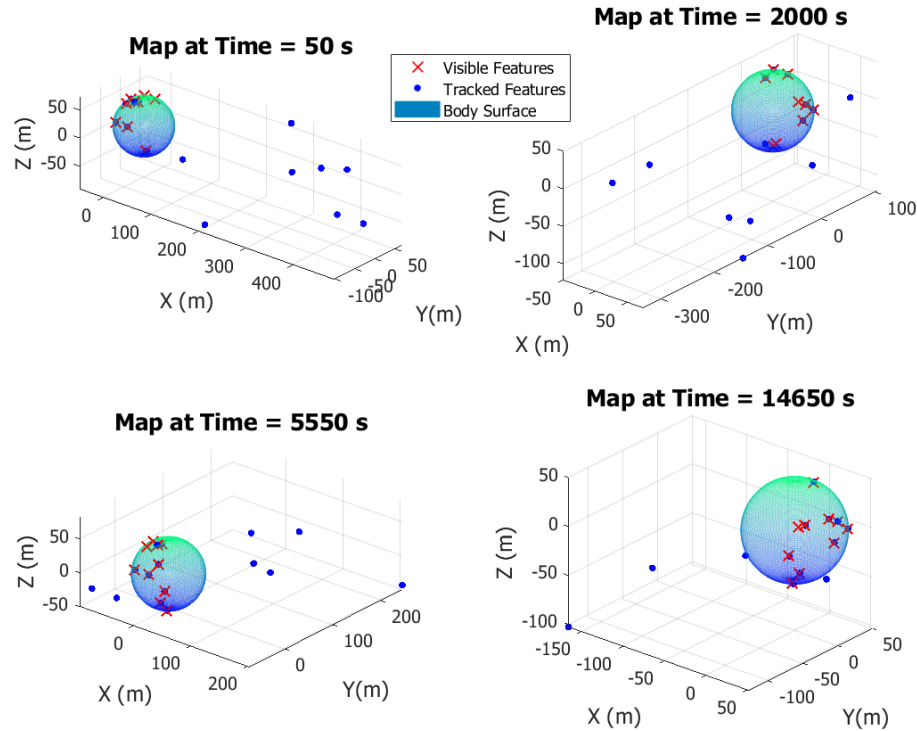 Map at Time = 50 s
50
0
-50
Z (m)
0
100
200
300
400
X (m)
-100
-50
0
50
Y(m)
Visible Features
Tracked Features
Body Surface
Map at Time = 2000 s
50
0
-50
-100
Z (m)
-50
0
50
X (m)
-300
-200
-100
0
100
Y(m)
Map at Time = 5550 s
50
0
-50
Z (m)
0
100
200
X (m)
0
100
200
Y(m)
Map at Time = 14650 s
50
0
-50
-100
Z (m)
-150
-100
-50
0
50
X (m)
-100
-50
0
50
Y(m)